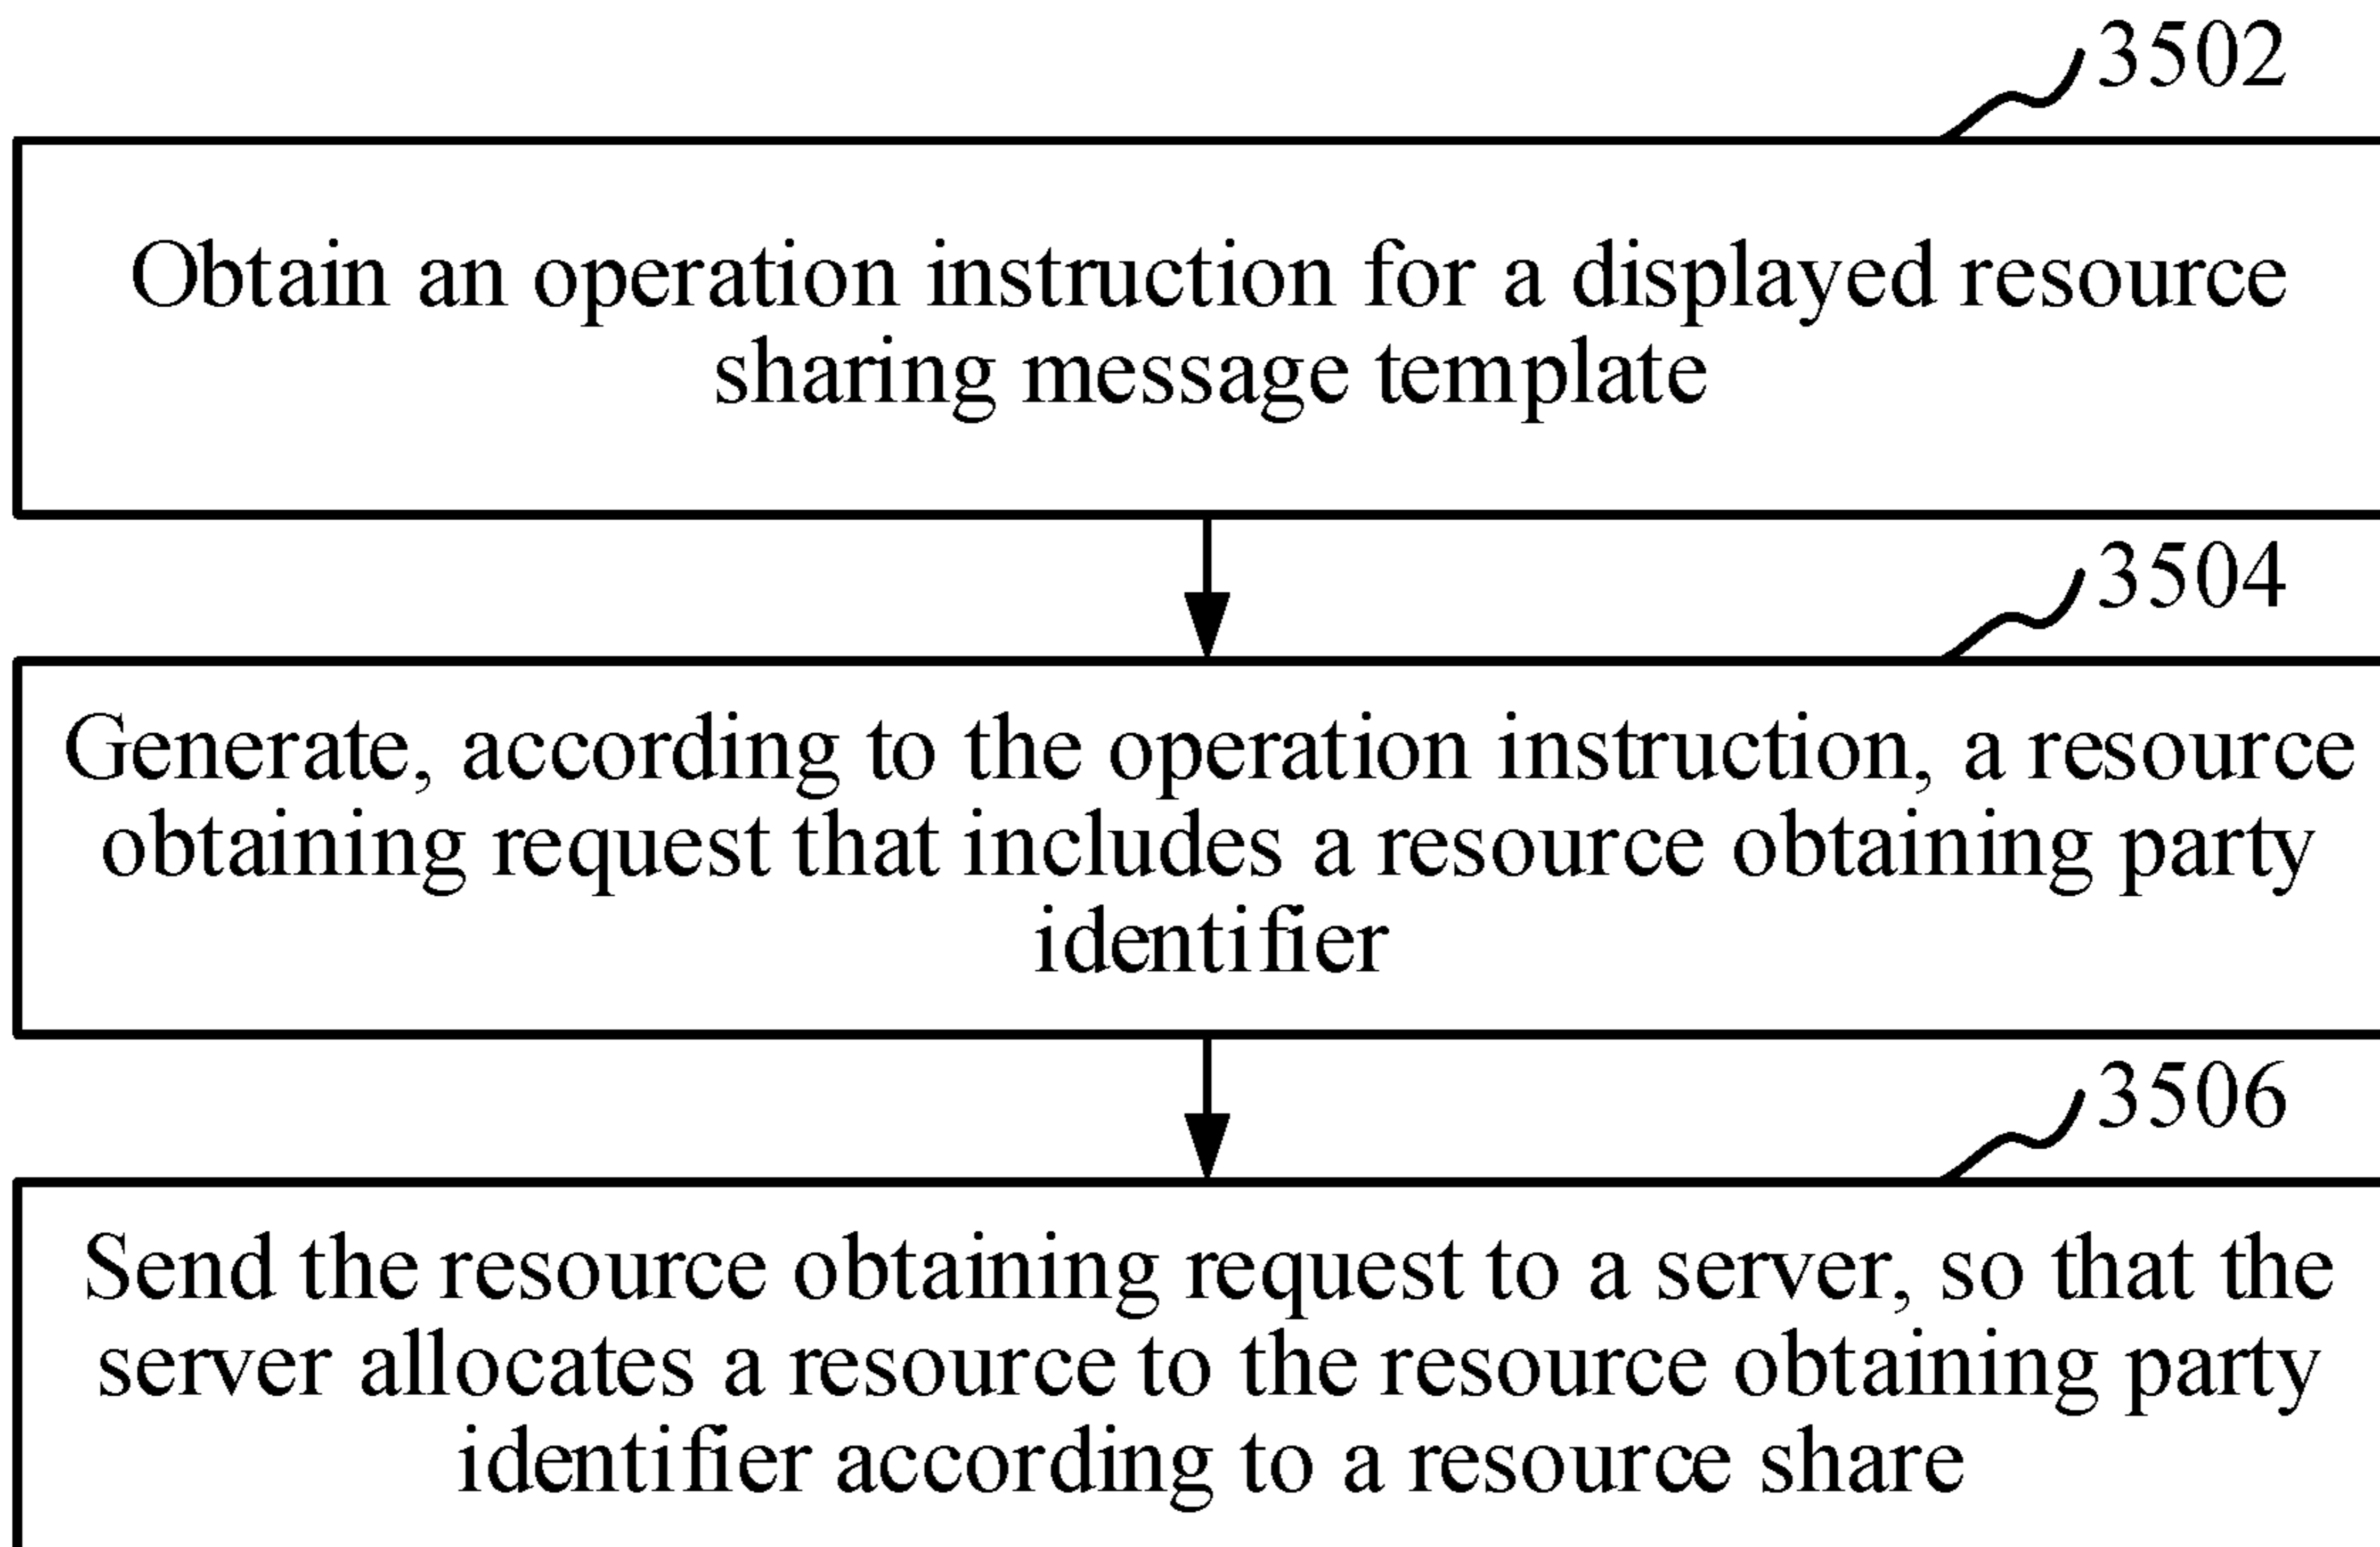 3502
Obtain an operation instruction for a displayed resource
sharing message template
3504
Generate, according to the operation instruction, a resource
obtaining request that includes a resource obtaining party
identifier
3506
Send the resource obtaining request to a server, so that the
server allocates a resource to the resource obtaining party
identifier according to a resource share